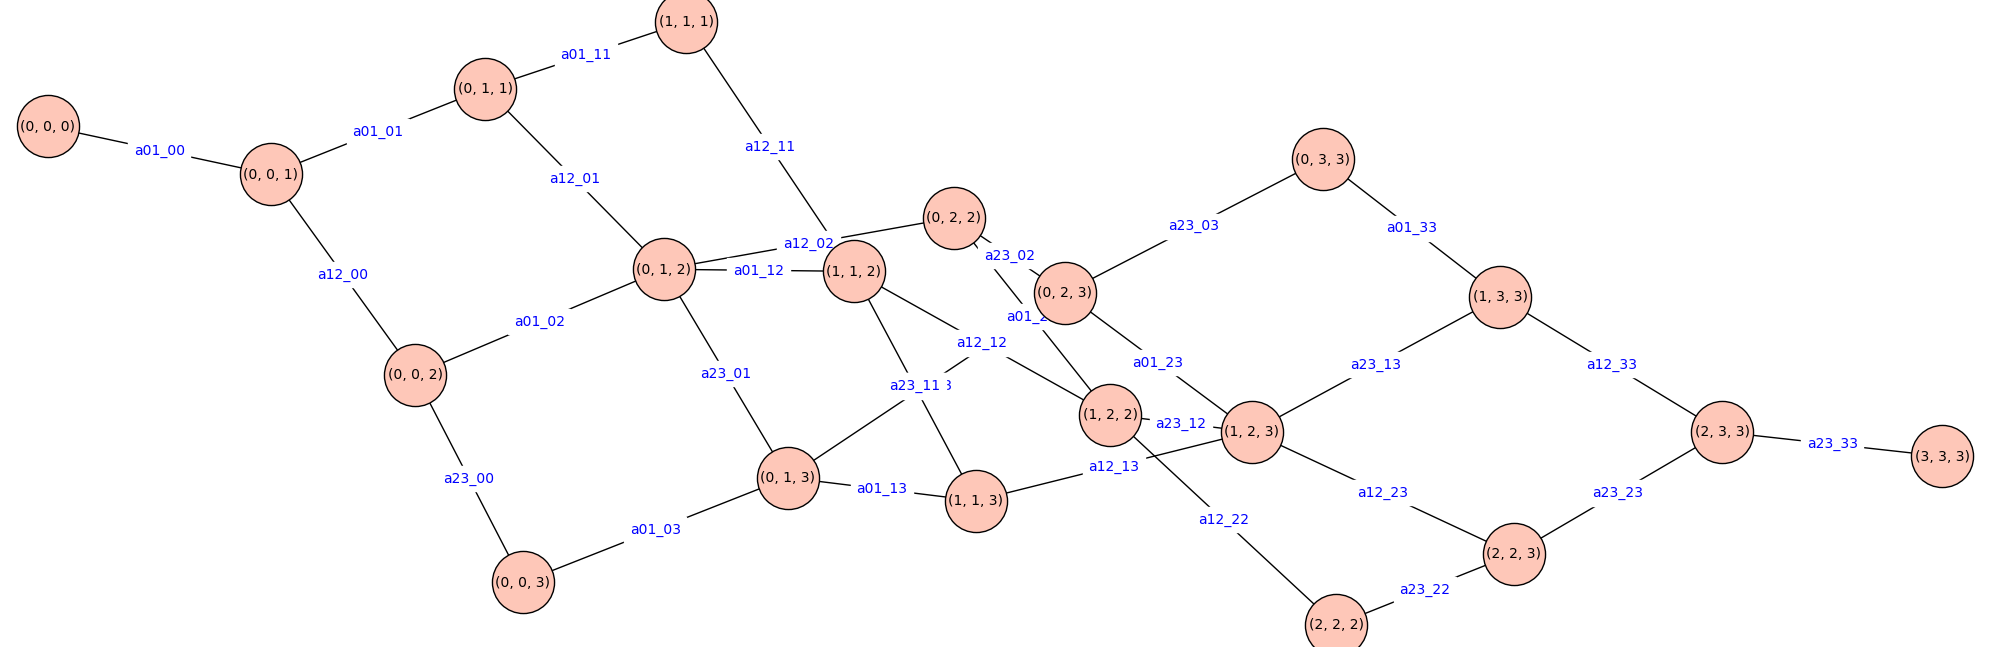 (1, 1, 1)
a01_11
(0, 1, 1)
(0, 0, 0)
a01_01
a01_00
a12_11
(0, 3, 3)
(0, 0, 1)
a12_01
(0, 2, 2)
a23_03
a01_33
a12_02
a23_02
(0, 1, 2)
a01_12
(1, 1, 2)
a12_00
(0, 2, 3)
(1, 3, 3)
a01_2
a01_02
a12_12
a01_23
a23_13
a12_33
(0, 0, 2)
a23_01
a23_11
(1, 2, 2)
a23_12
(1, 2, 3)
(2, 3, 3)
a23_33
(3, 3, 3)
a12_13
a23_00
(0, 1, 3)
a01_13
(1, 1, 3)
a12_23
a23_23
a12_22
a01_03
(2, 2, 3)
(0, 0, 3)
a23_22
(2, 2, 2)